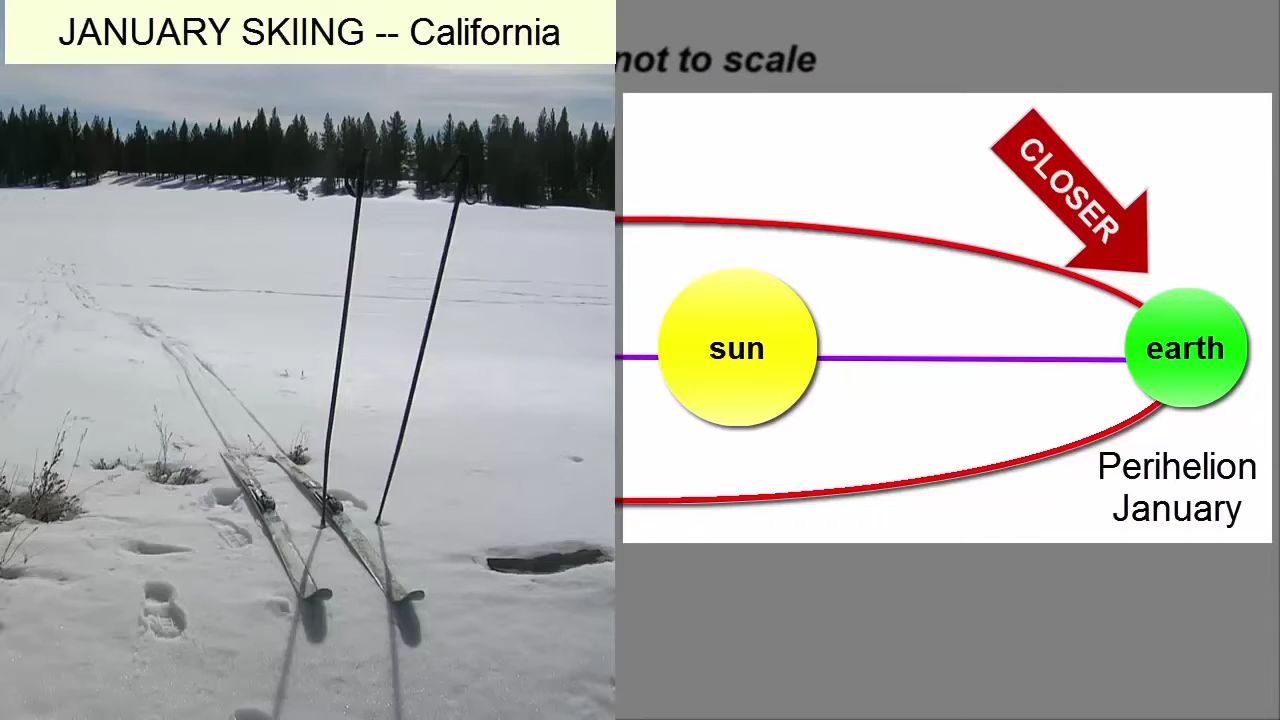 JANUARY SKIING -- California
not to scale
CLOSER
sun
earth
Perihelion
January